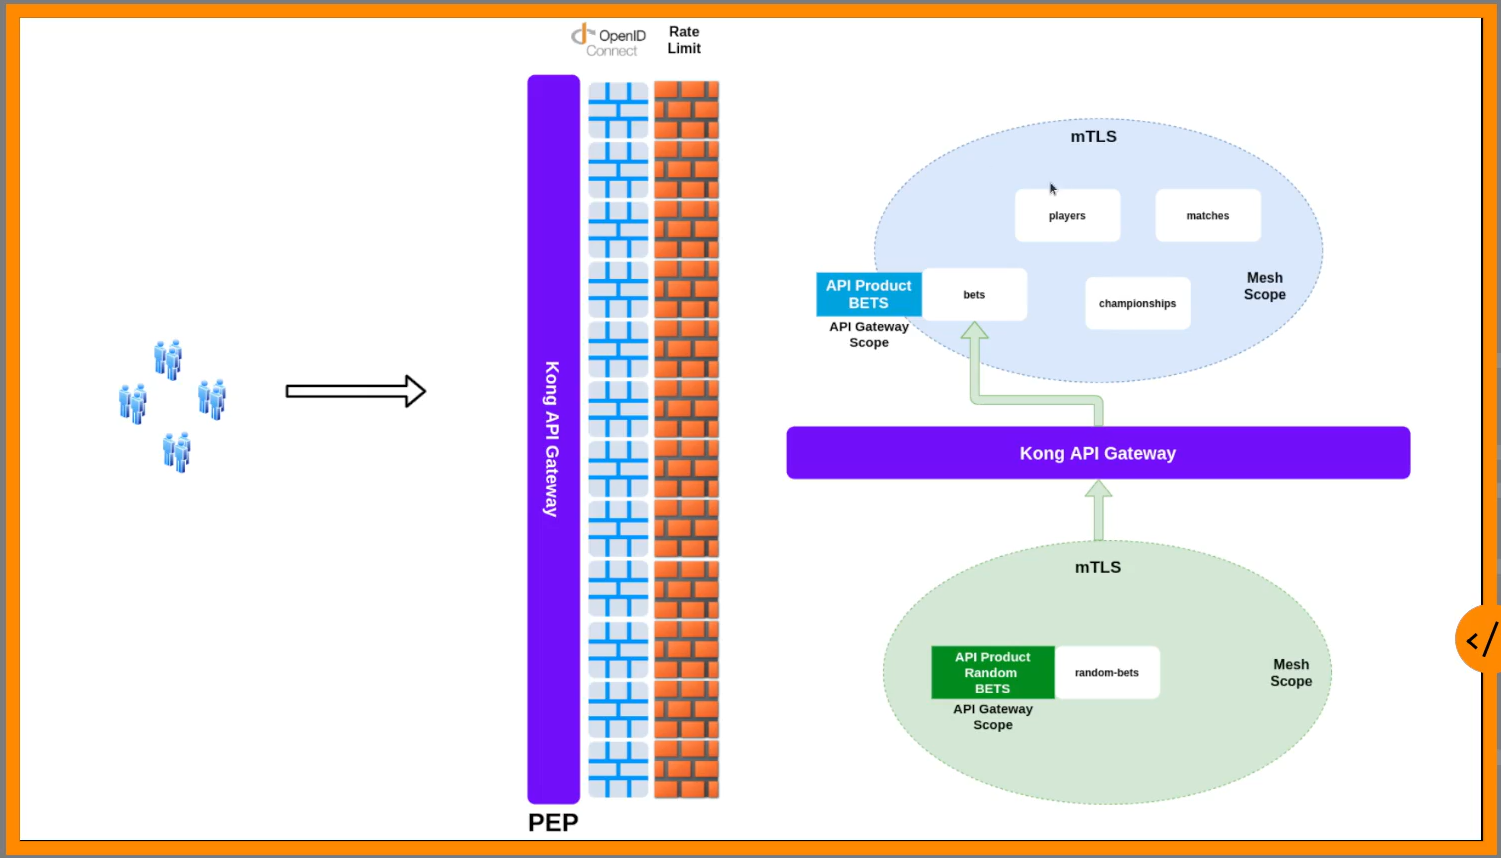 OpenID
Connect
Rate
Limit
Kong API Gateway
PEP
mTLS
players
matches
API Product
BETS
bets
championships
Mesh
Scope
API Gateway
Scope
Kong API Gateway
mTLS
API Product
Random
BETS
random-bets
Mesh
Scope
API Gateway
Scope
<//